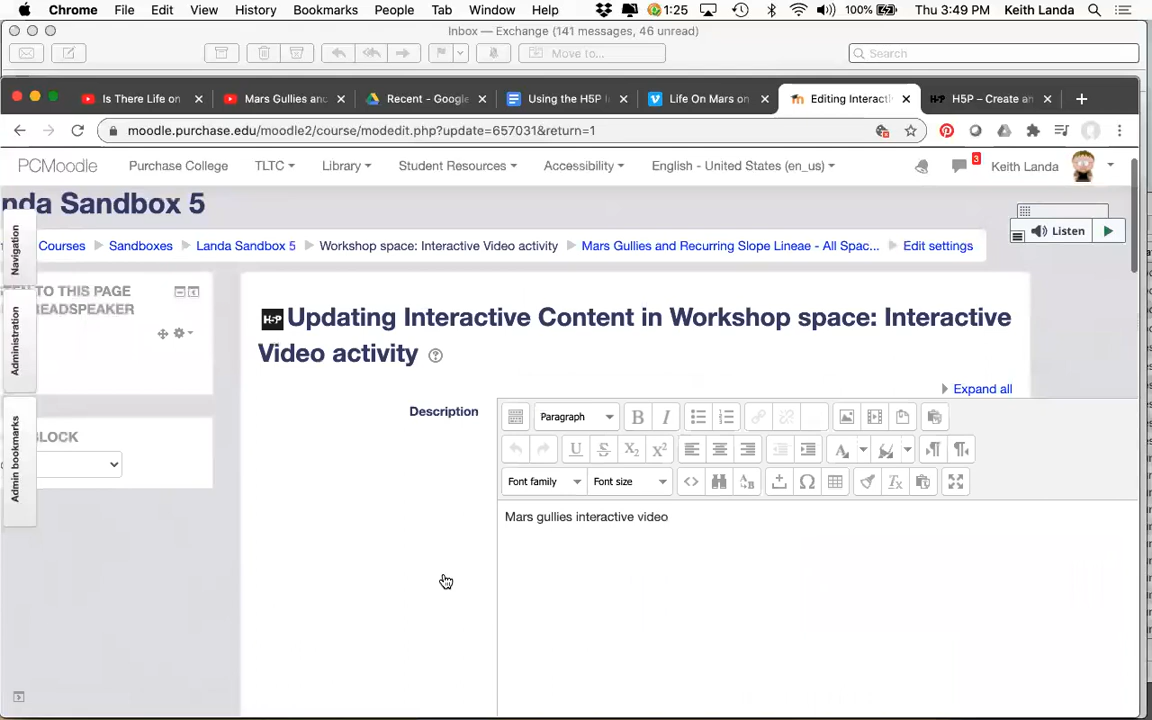 Chrome File Edit View History Bookmarks People Tab Window Help 1:25 100% Thu 3:49 PM Keith Landa
Inbox — Exchange (141 messages, 46 unread)
Move to...
Search
Is There Life on
Mars Gullies and
Recent - Google
Using the H5P I
Life On Mars on
Editing Interacti
H5P – Create an
moodle.purchase.edu/moodle2/course/modedit.php?update=657031&return=1
PCMoodle Purchase College TLTC Library Student Resources Accessibility English - United States (en_us) 3 Keith Landa
nda Sandbox 5
Courses Sandboxes Landa Sandbox 5 Workshop space: Interactive Video activity Mars Gullies and Recurring Slope Lineae - All Spac... Edit settings
Listen
Navigation
Administration
Admin bookmarks
TO THIS PAGE
READSPEAKER
BLOCK
H-P Updating Interactive Content in Workshop space: Interactive
Video activity
Expand all
Description
Paragraph B I
U S X2 X2
Font family Font size
Mars gullies interactive video